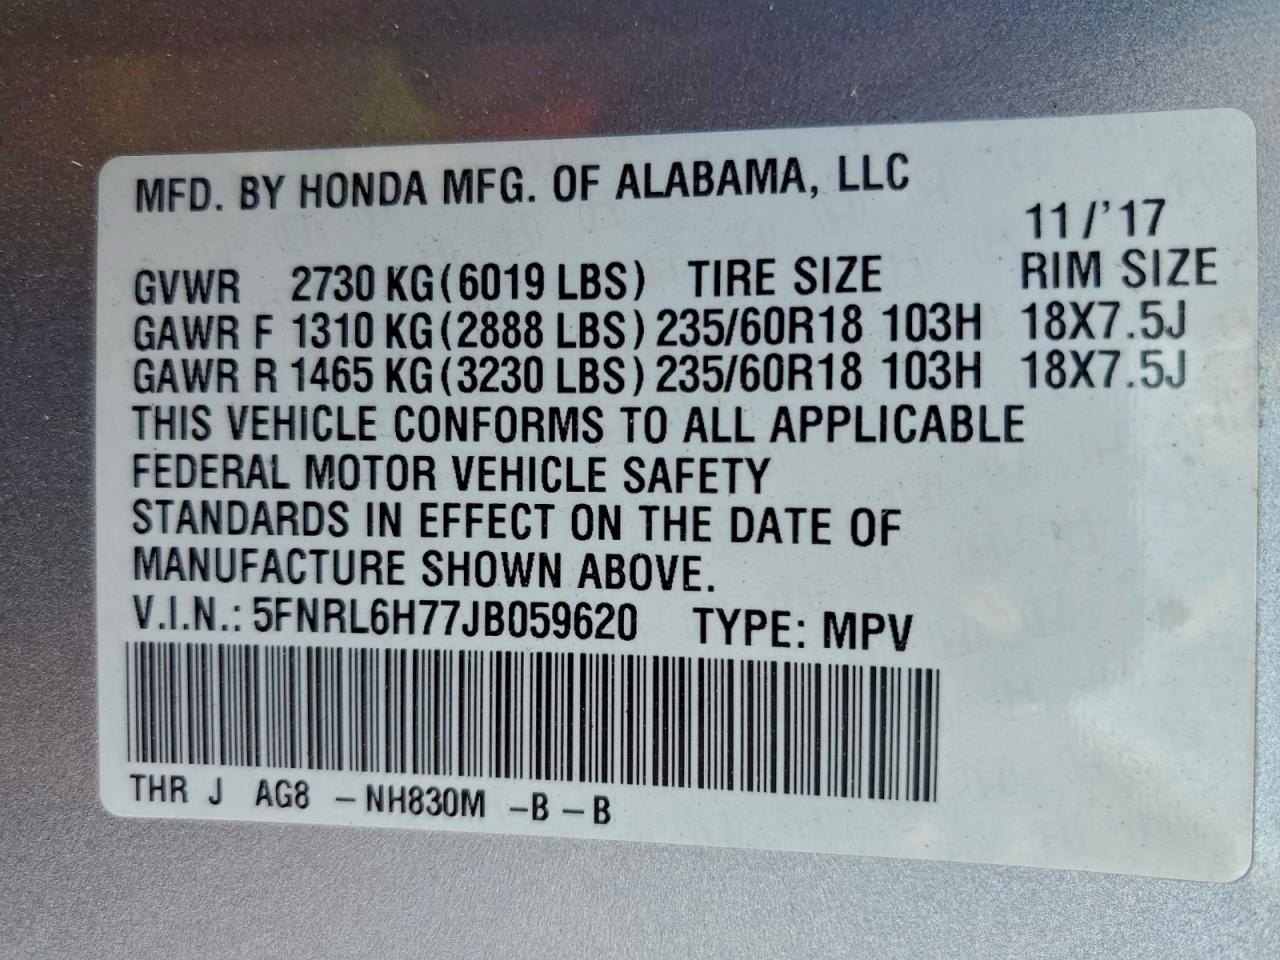 MFD. BY HONDA MFG. OF ALABAMA, LLC
11/'17
GVWR 2730 KG (6019 LBS) TIRE SIZE RIM SIZE
GAWR F 1310 KG (2888 LBS) 235/60R18 103H 18X7.5J
GAWR R 1465 KG (3230 LBS) 235/60R18 103H 18X7.5J
THIS VEHICLE CONFORMS TO ALL APPLICABLE
FEDERAL MOTOR VEHICLE SAFETY
STANDARDS IN EFFECT ON THE DATE OF
MANUFACTURE SHOWN ABOVE.
V.I.N.: 5FNRL6H77JB059620 TYPE: MPV
THR J AG8 -NH830M -B-B